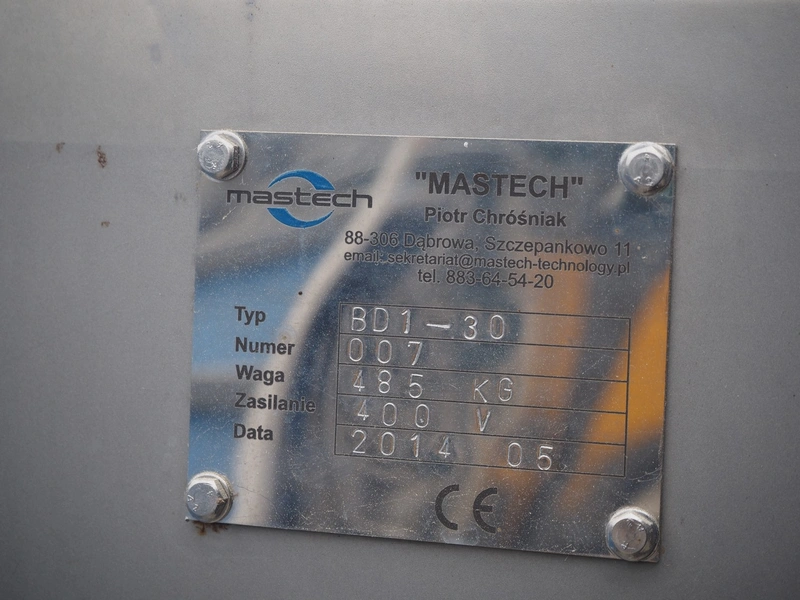 mastech
"MASTECH"
Piotr Chróśniak
88-306 Dąbrowa, Szczepankowo 11
email: sekretariat@mastech-technology.pl
tel. 883-64-54-20
Typ BD1-30
Numer 007
Waga 485 KG
Zasilanie 400 V
Data 2014 05
CE